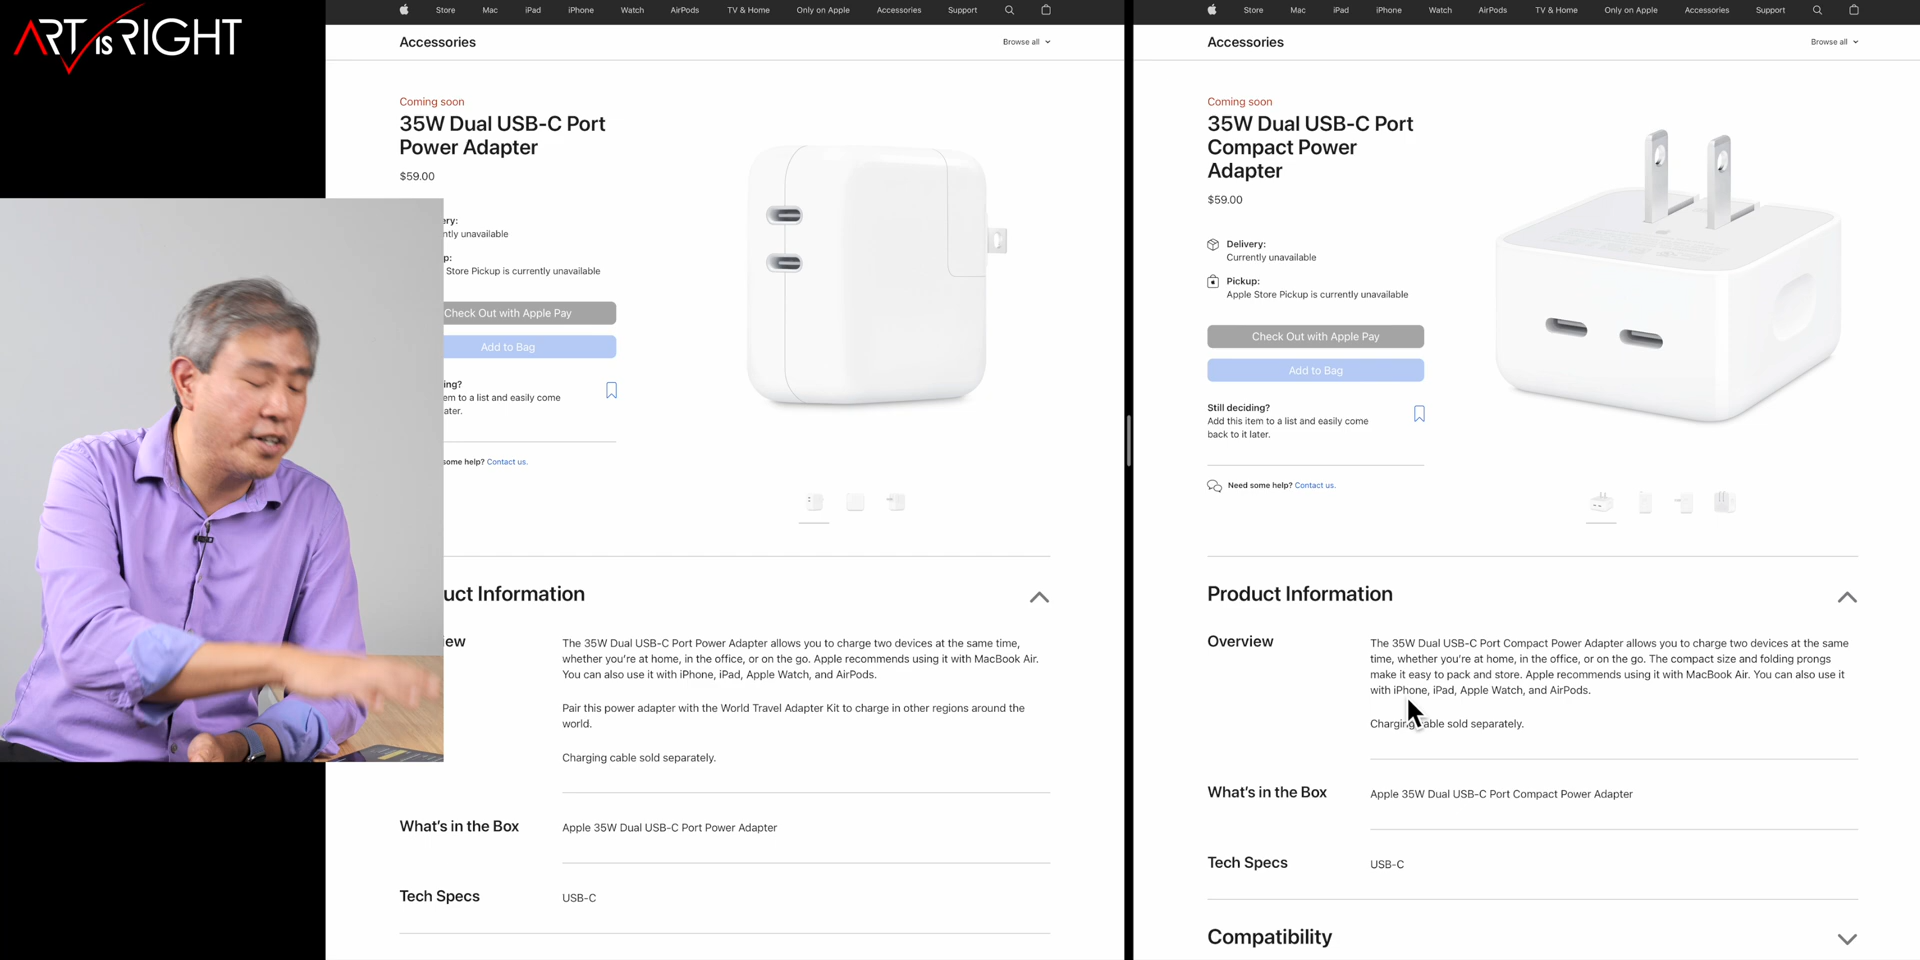 ART IS RIGHT
Store Mac iPad iPhone Watch AirPods TV & Home Only on Apple Accessories Support
Accessories
Browse all
Coming soon
35W Dual USB-C Port
Power Adapter
$59.00
ery:
ntly unavailable
p:
Store Pickup is currently unavailable
Check Out with Apple Pay
Add to Bag
ing?
em to a list and easily come
ater.
some help? Contact us.
uct Information
ew
The 35W Dual USB-C Port Power Adapter allows you to charge two devices at the same time,
whether you're at home, in the office, or on the go. Apple recommends using it with MacBook Air.
You can also use it with iPhone, iPad, Apple Watch, and AirPods.
Pair this power adapter with the World Travel Adapter Kit to charge in other regions around the
world.
Charging cable sold separately.
What's in the Box
Apple 35W Dual USB-C Port Power Adapter
Tech Specs
USB-C
Store Mac iPad iPhone Watch AirPods TV & Home Only on Apple Accessories Support
Accessories
Browse all
Coming soon
35W Dual USB-C Port
Compact Power
Adapter
$59.00
Delivery:
Currently unavailable
Pickup:
Apple Store Pickup is currently unavailable
Check Out with Apple Pay
Add to Bag
Still deciding?
Add this item to a list and easily come
back to it later.
Need some help? Contact us.
Product Information
Overview
The 35W Dual USB-C Port Compact Power Adapter allows you to charge two devices at the same
time, whether you're at home, in the office, or on the go. The compact size and folding prongs
make it easy to pack and store. Apple recommends using it with MacBook Air. You can also use it
with iPhone, iPad, Apple Watch, and AirPods.
Charging cable sold separately.
What's in the Box
Apple 35W Dual USB-C Port Compact Power Adapter
Tech Specs
USB-C
Compatibility